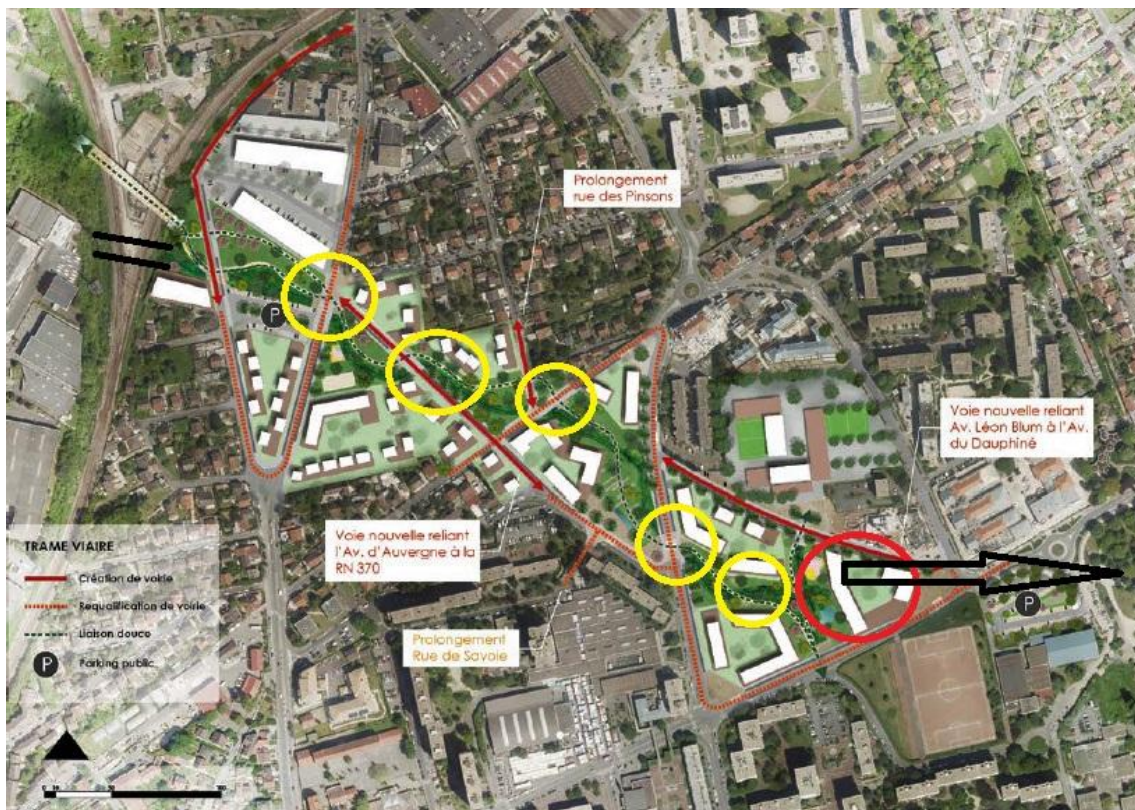 Prolongement
rue des Pinsons
P
Voie nouvelle reliant
Av. Léon Blum à l'Av.
du Dauphiné
Voie nouvelle reliant
l'Av. d'Auvergne à la
RN 370
Prolongement
Rue de Savoie
P
TRAME VIAIRE
Création de voirie
Requalification de voirie
Liaison douce
P Parking public